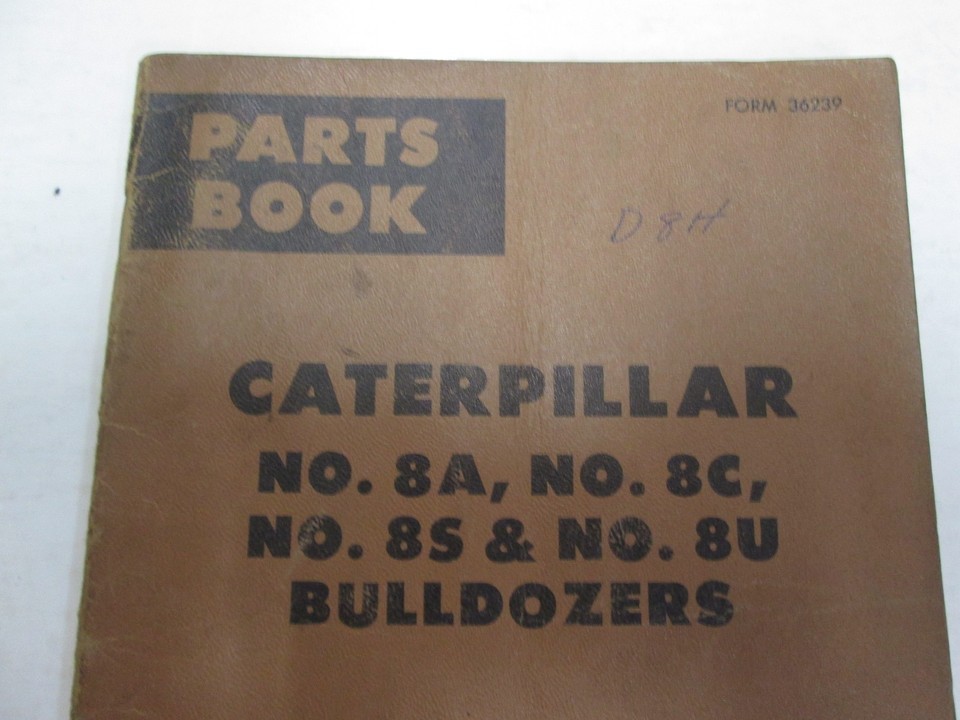 PARTS
BOOK
FORM 36239
D8H
CATERPILLAR
NO. 8A, NO. 8C,
NO. 8S & NO. 8U
BULLDOZERS